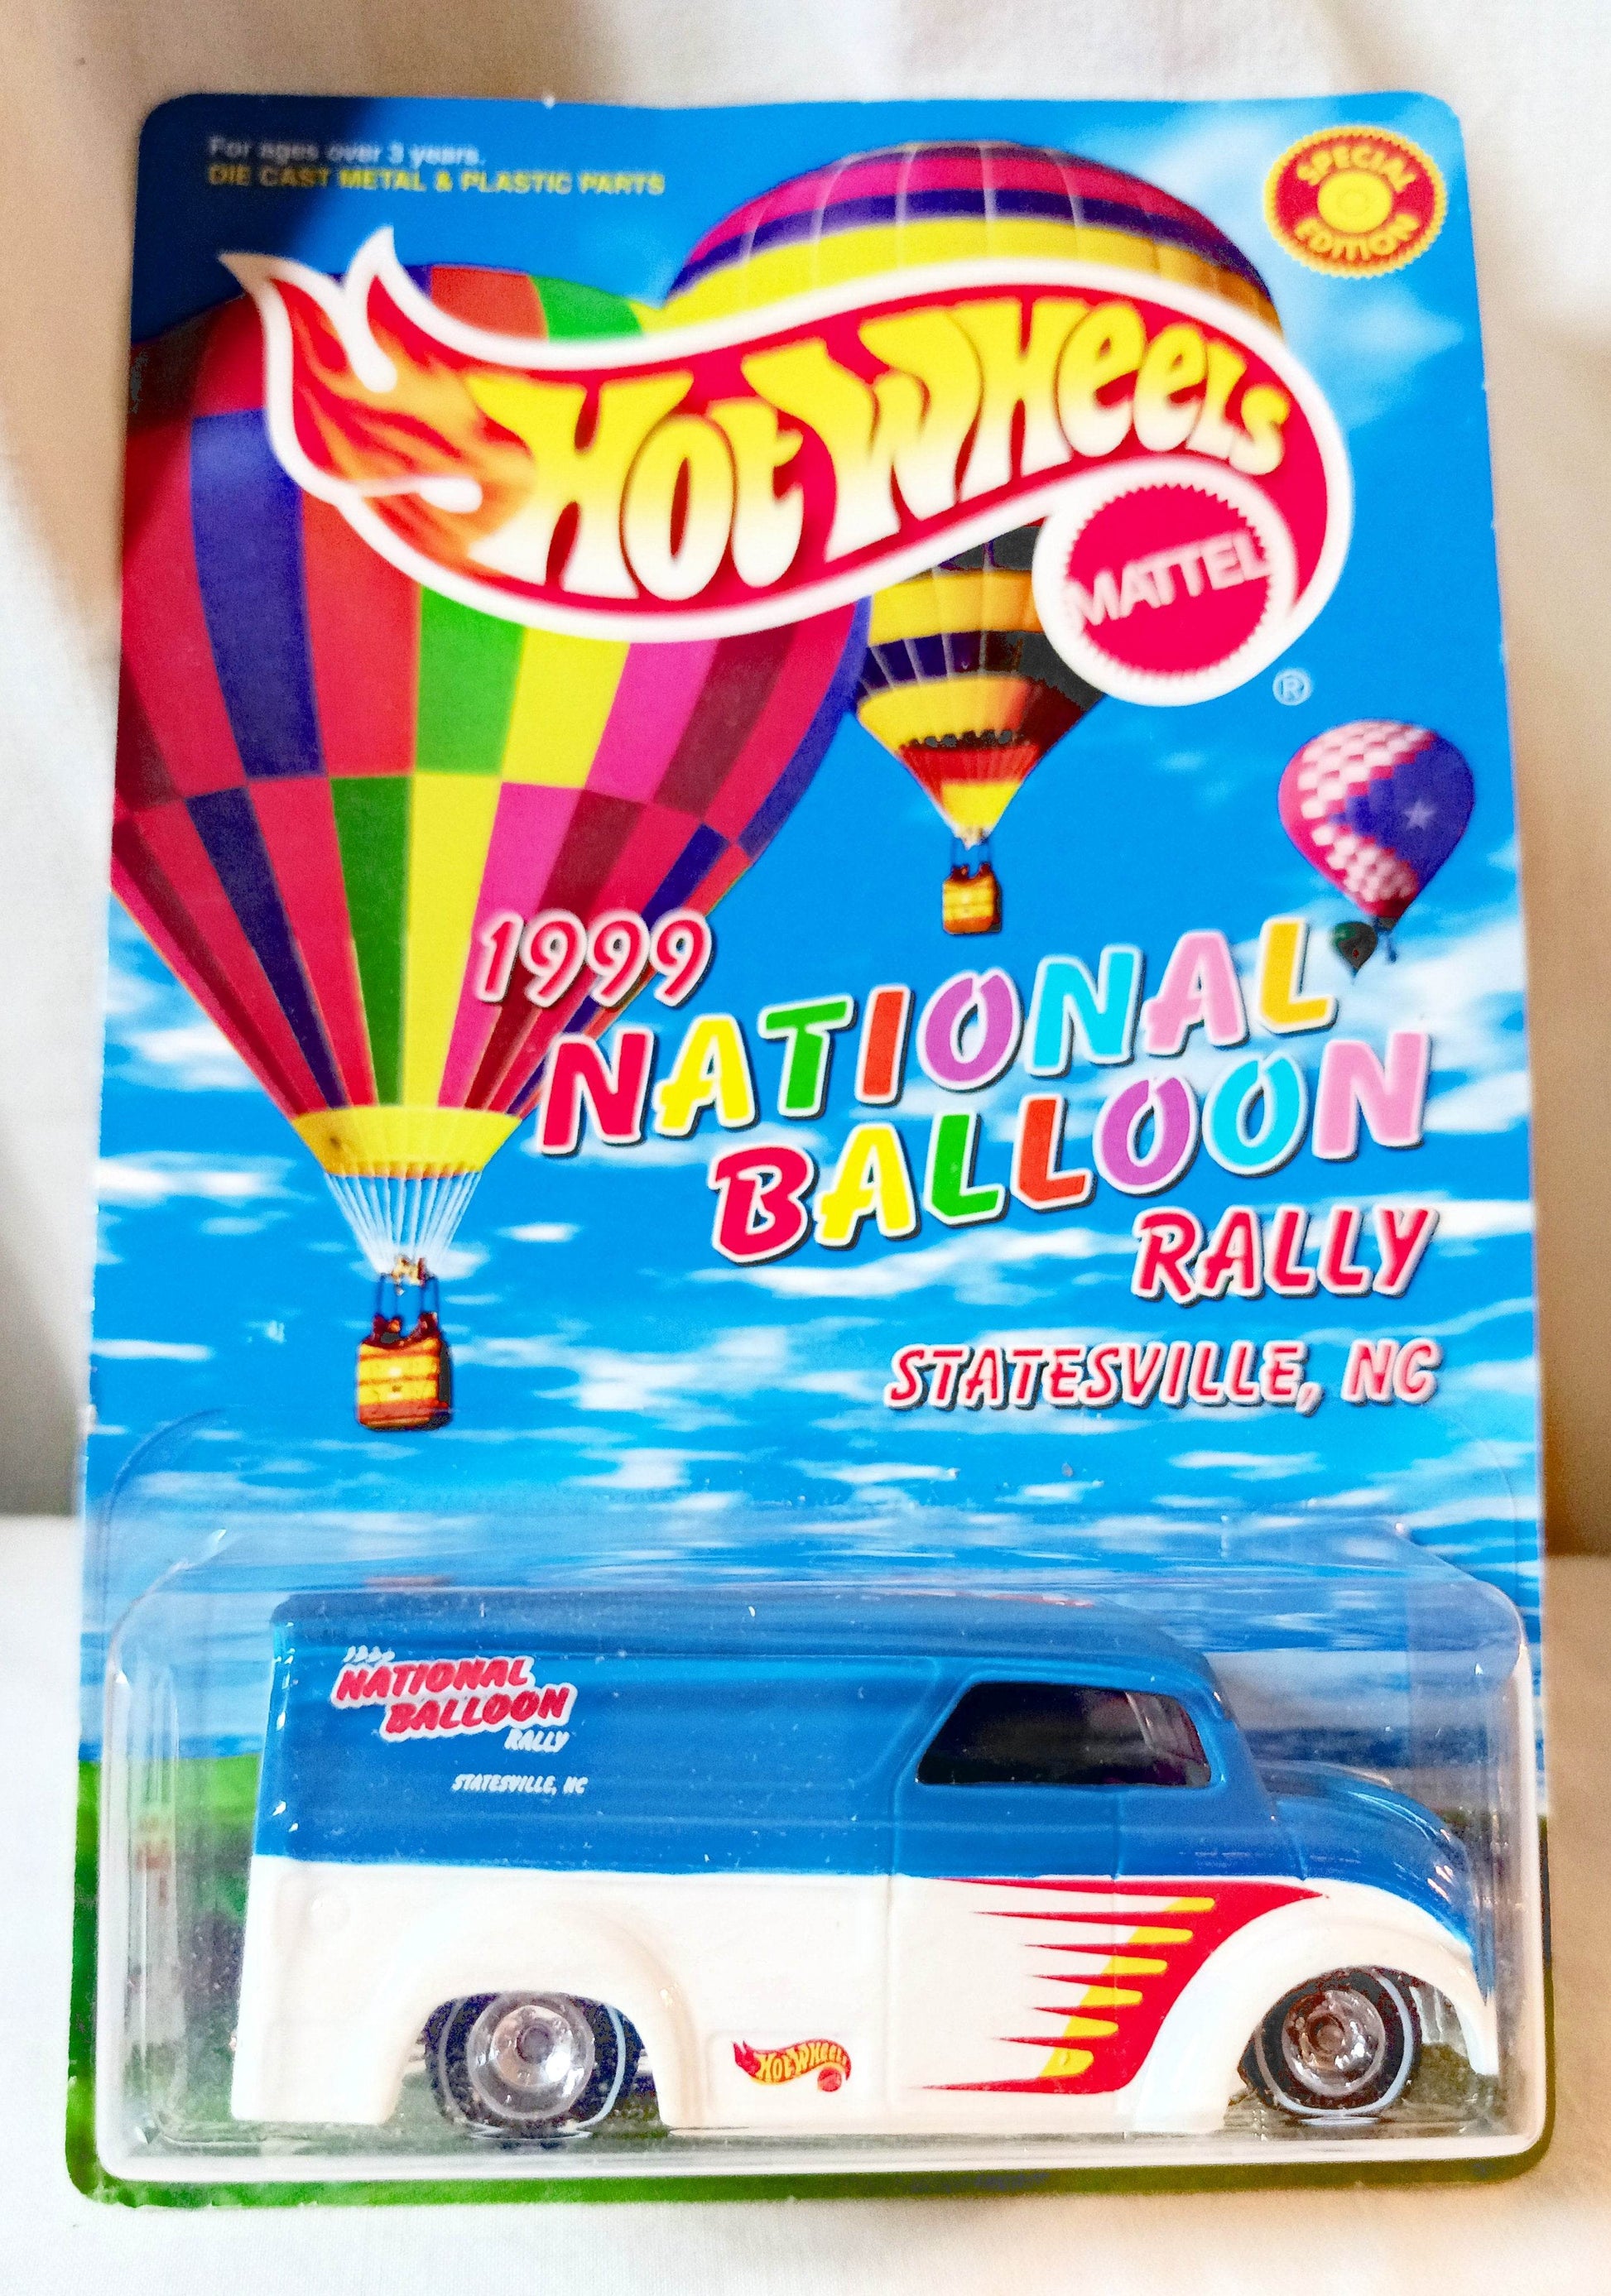 For ages over 3 years.
DIE CAST METAL & PLASTIC PARTS
SPECIAL
EDITION
HOT WHEELS
MATTEL
®
1999
NATIONAL
BALLOON
RALLY
STATESVILLE, NC
1999
NATIONAL
BALLOON
RALLY
STATESVILLE, NC
HOT WHEELS